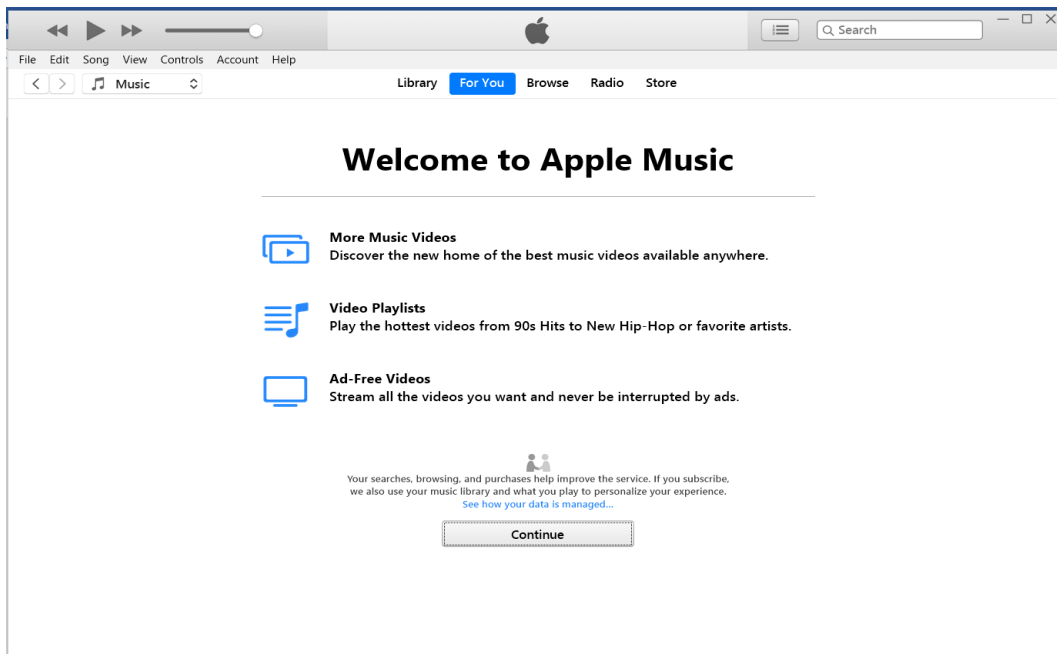 Search
File Edit Song View Controls Account Help
Music
Library For You Browse Radio Store
Welcome to Apple Music
More Music Videos
Discover the new home of the best music videos available anywhere.
Video Playlists
Play the hottest videos from 90s Hits to New Hip-Hop or favorite artists.
Ad-Free Videos
Stream all the videos you want and never be interrupted by ads.
Your searches, browsing, and purchases help improve the service. If you subscribe,
we also use your music library and what you play to personalize your experience.
See how your data is managed...
Continue